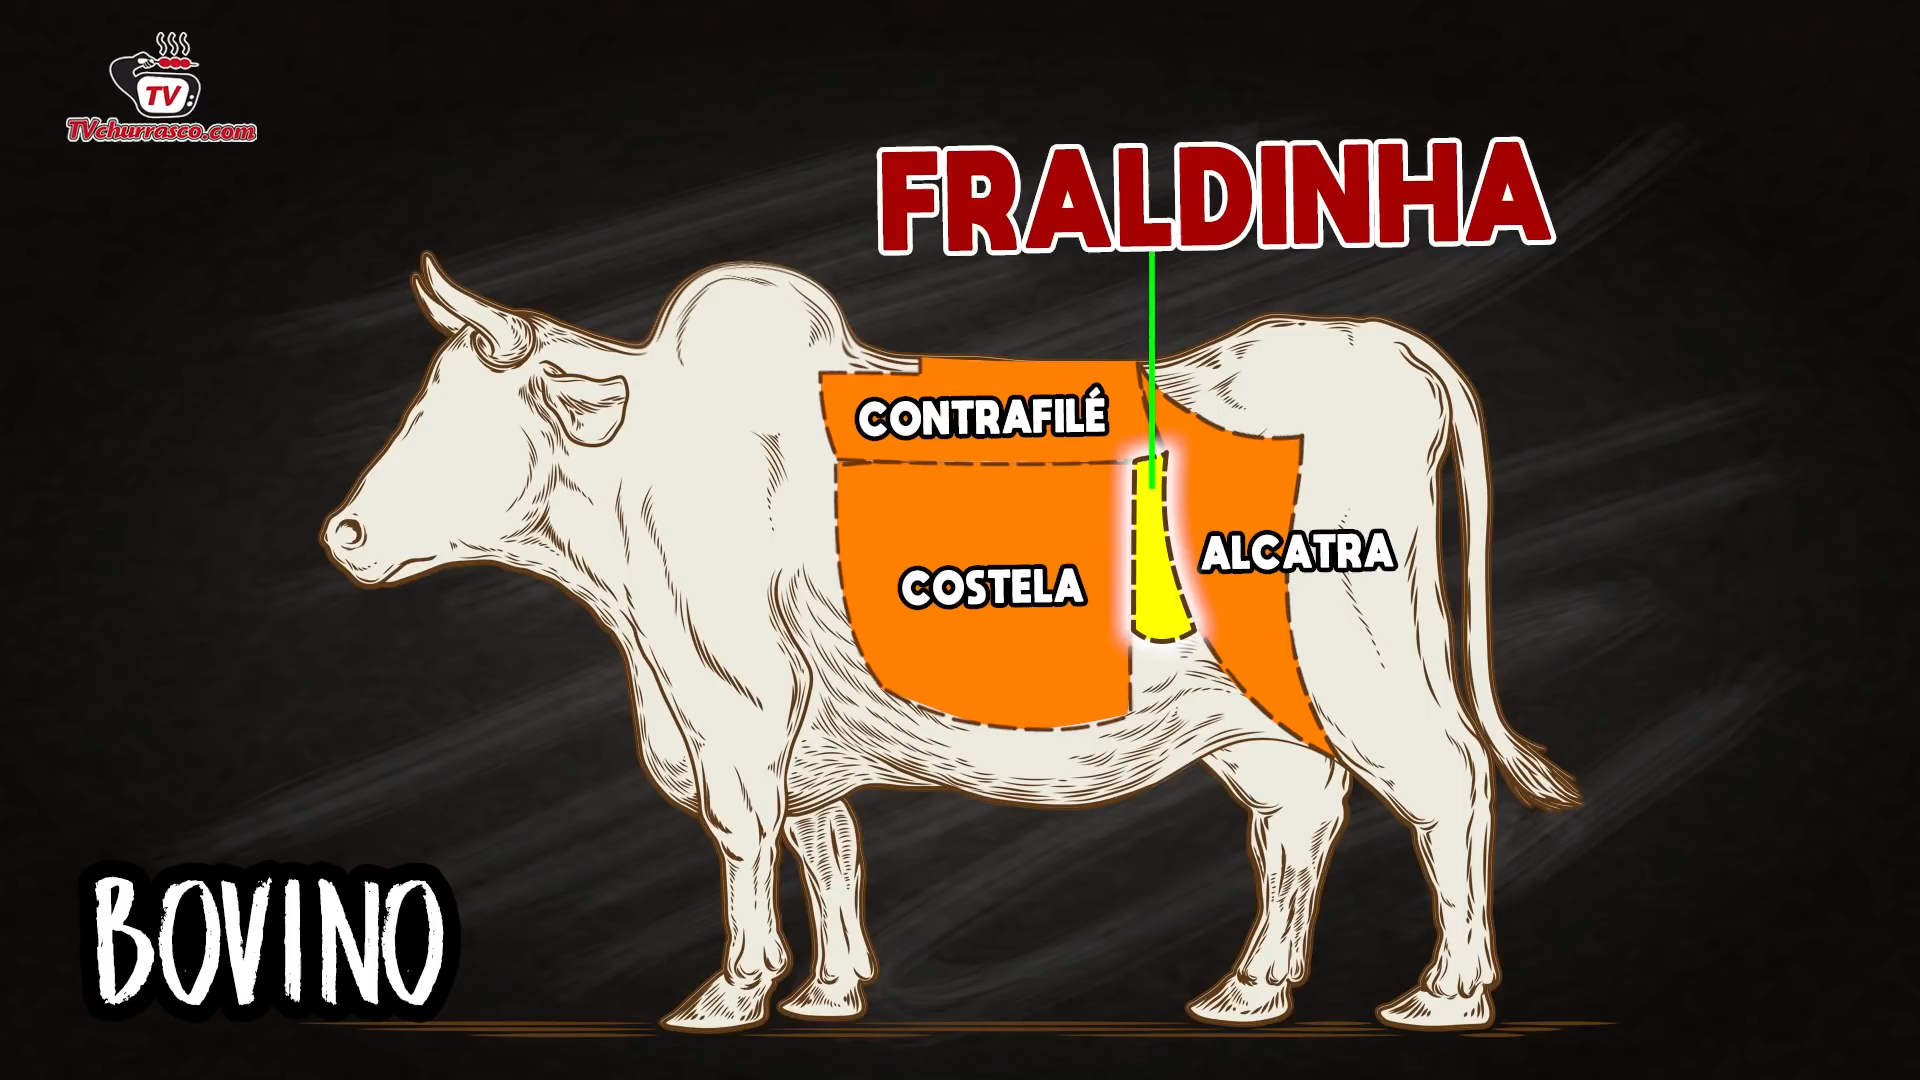 TV
TVchurrasco.com
FRALDINHA
CONTRAFILÉ
COSTELA
ALCATRA
BOVINO